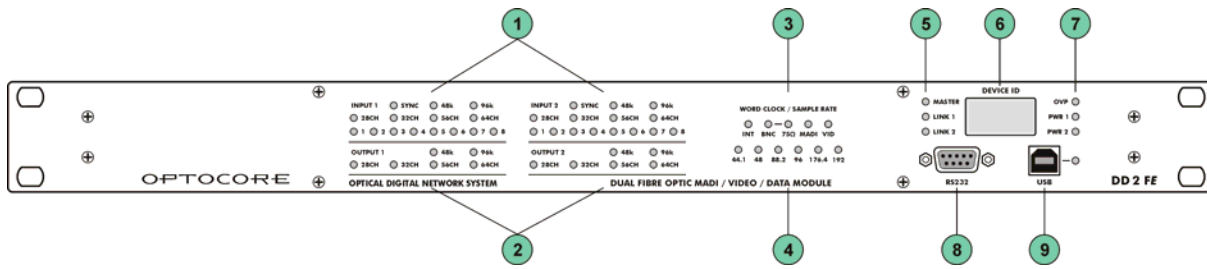 1 3 5 6 7
DEVICE ID
INPUT 1 SYNC 48k 96k
28CH 32CH 56CH 64CH
1 2 3 4 5 6 7 8
OUTPUT 1 48k 96k
28CH 32CH 56CH 64CH
INPUT 2 SYNC 48k 96k
28CH 32CH 56CH 64CH
1 2 3 4 5 6 7 8
OUTPUT 2 48k 96k
28CH 32CH 56CH 64CH
WORD CLOCK / SAMPLE RATE
INT BNC 75Ω MADI VID
44.1 48 88.2 96 176.4 192
MASTER
LINK 1
LINK 2
OVP
PWR 1
PWR 2
OPTOCORE
OPTICAL DIGITAL NETWORK SYSTEM
DUAL FIBRE OPTIC MADI / VIDEO / DATA MODULE
RS232
USB
DD 2 FE
2 4 8 9